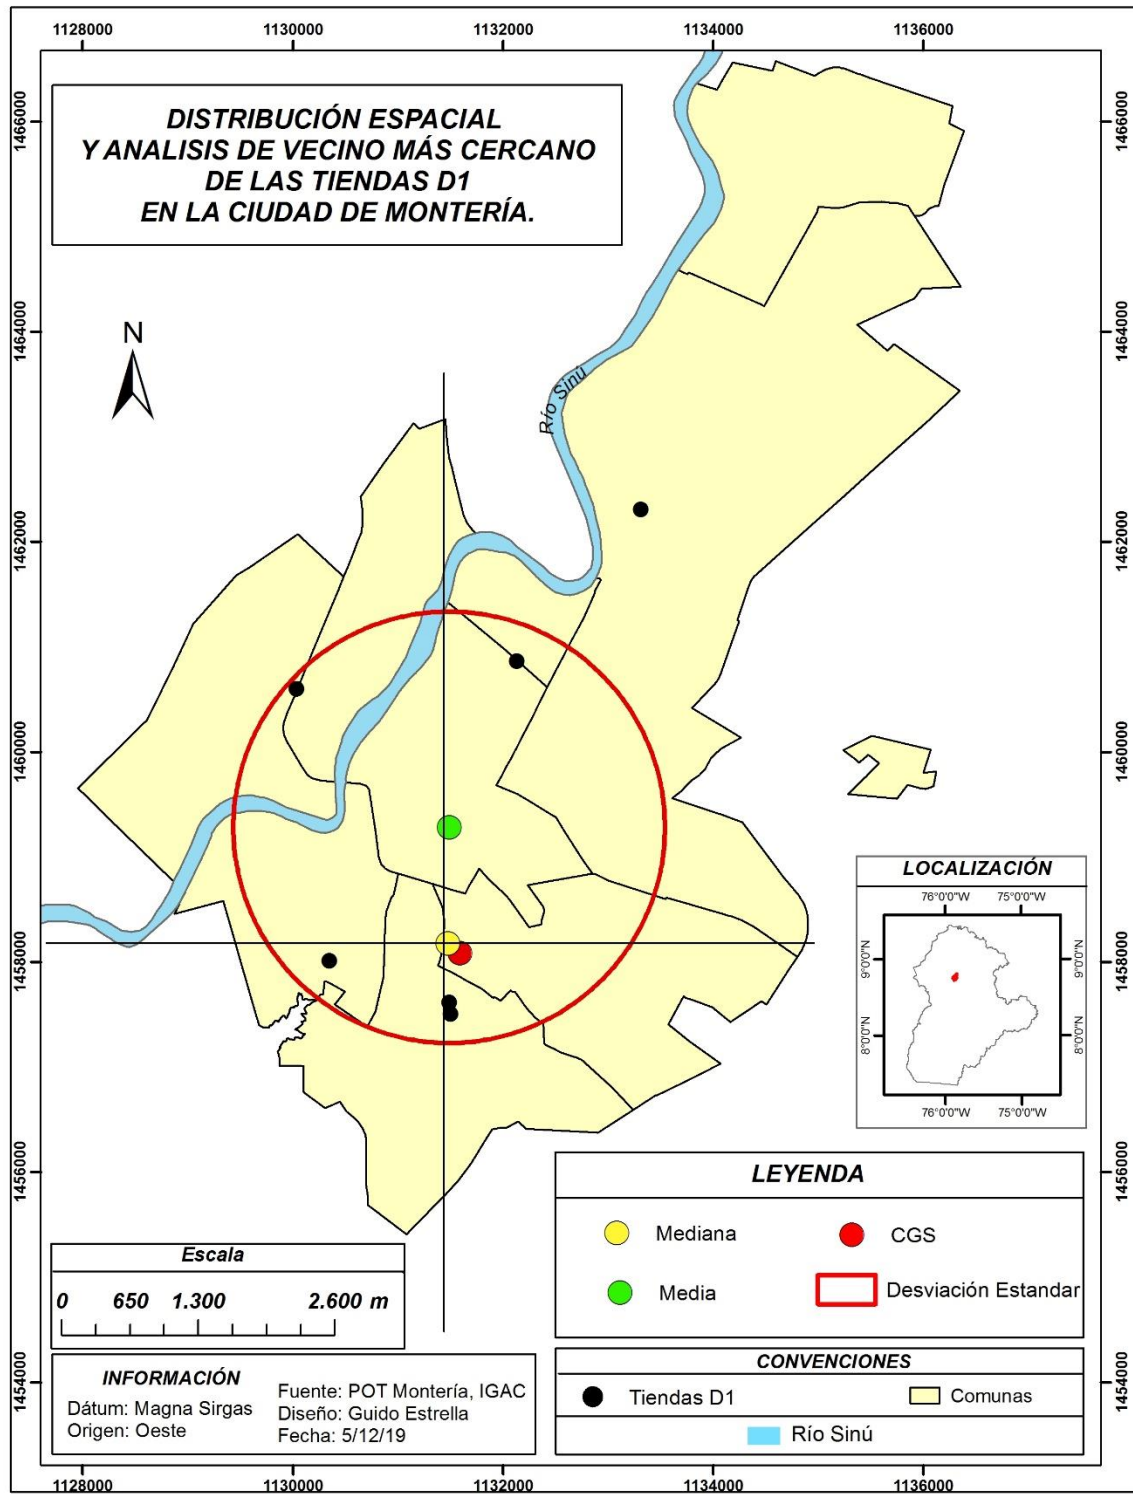 1128000 1130000 1132000 1134000 1136000
DISTRIBUCIÓN ESPACIAL
Y ANALISIS DE VECINO MÁS CERCANO
DE LAS TIENDAS D1
EN LA CIUDAD DE MONTERÍA.
1466000 1466000
1464000 1464000
N
Río Sinú
1462000 1462000
1460000 1460000
1458000 1458000
1456000 1456000
1454000 1454000
LOCALIZACIÓN
76°0'0"W 75°0'0"W
9°0'0"N 9°0'0"N
8°0'0"N 8°0'0"N
76°0'0"W 75°0'0"W
LEYENDA
Mediana CGS
Media Desviación Estandar
Escala
0 650 1.300 2.600 m
CONVENCIONES
Tiendas D1 Comunas
Río Sinú
INFORMACIÓN
Dátum: Magna Sirgas
Origen: Oeste
Fuente: POT Montería, IGAC
Diseño: Guido Estrella
Fecha: 5/12/19
1128000 1130000 1132000 1134000 1136000